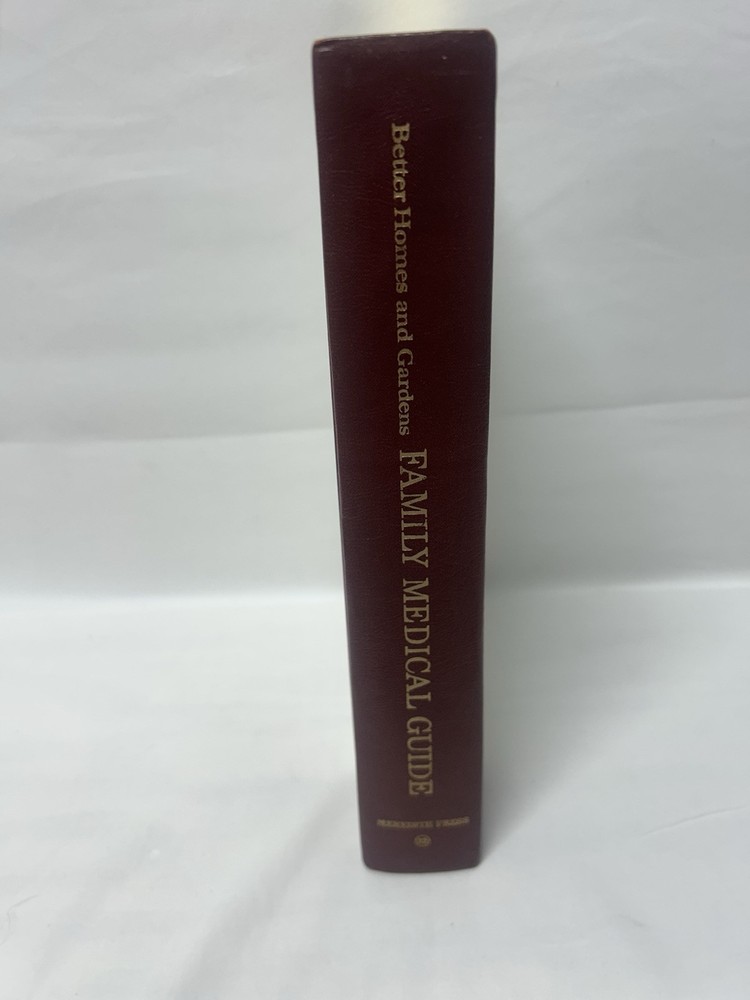 Better Homes and Gardens FAMILY MEDICAL GUIDE
MEREDITH PRESS